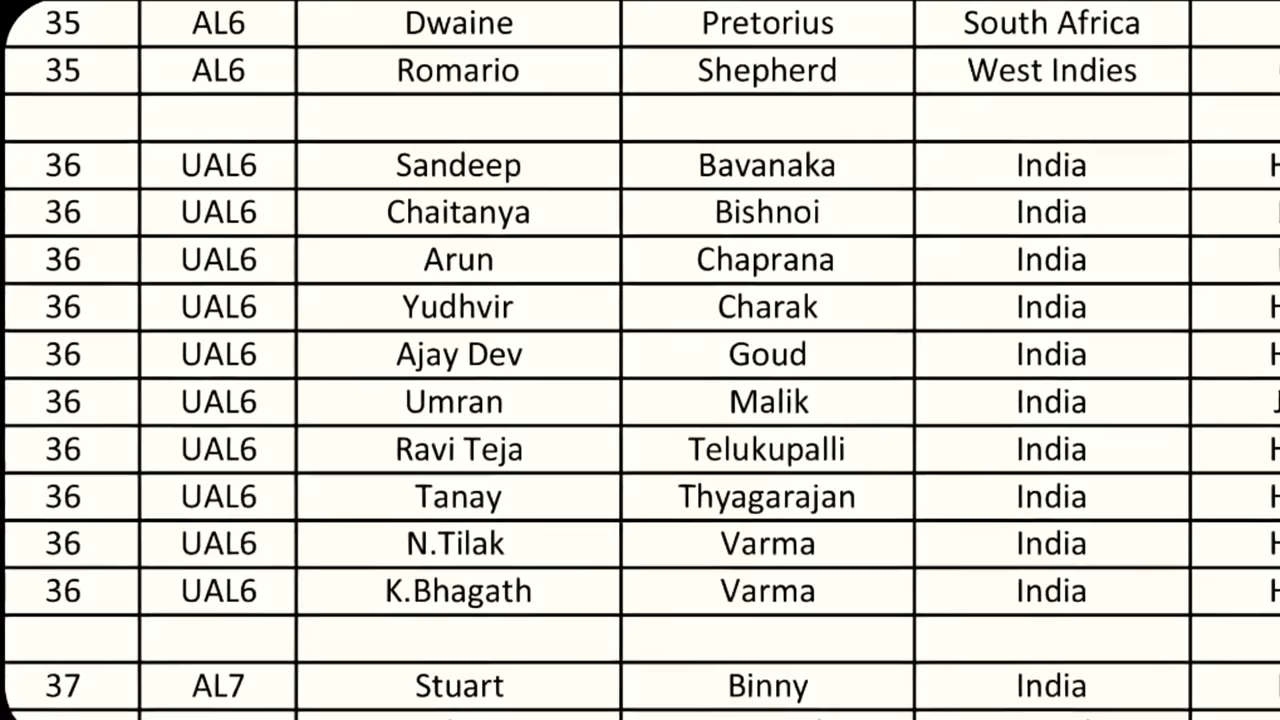 35 AL6 Dwaine Pretorius South Africa
35 AL6 Romario Shepherd West Indies
36 UAL6 Sandeep Bavanaka India
36 UAL6 Chaitanya Bishnoi India
36 UAL6 Arun Chaprana India
36 UAL6 Yudhvir Charak India
36 UAL6 Ajay Dev Goud India
36 UAL6 Umran Malik India
36 UAL6 Ravi Teja Telukupalli India
36 UAL6 Tanay Thyagarajan India
36 UAL6 N.Tilak Varma India
36 UAL6 K.Bhagath Varma India
37 AL7 Stuart Binny India